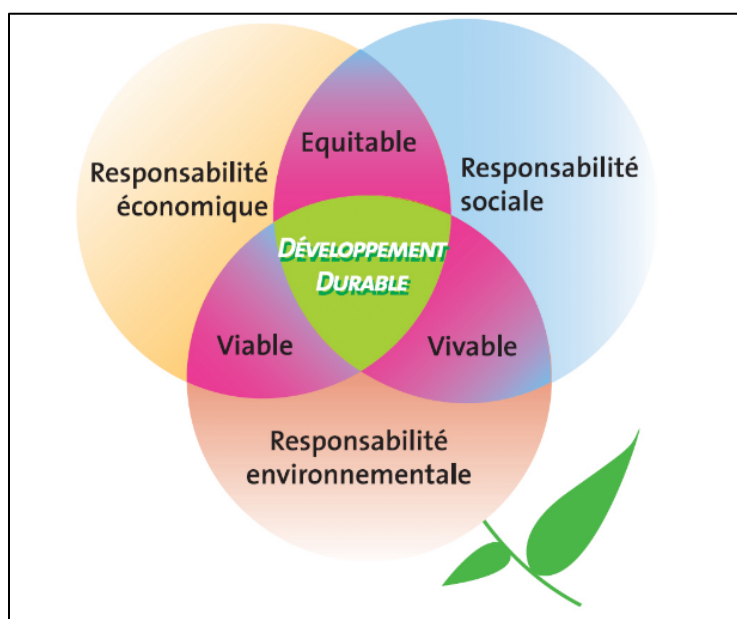 Equitable
Responsabilité
économique
Responsabilité
sociale
DÉVELOPPEMENT
DURABLE
Viable
Vivable
Responsabilité
environnementale